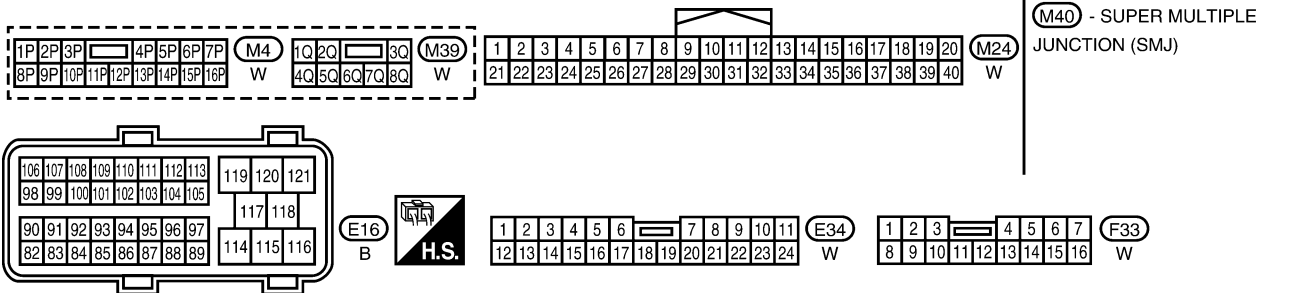 1P 2P 3P 4P 5P 6P 7P
8P 9P 10P 11P 12P 13P 14P 15P 16P
M4
W
1Q 2Q 3Q
4Q 5Q 6Q 7Q 8Q
M39
W
1 2 3 4 5 6 7 8 9 10 11 12 13 14 15 16 17 18 19 20
21 22 23 24 25 26 27 28 29 30 31 32 33 34 35 36 37 38 39 40
M24
W
M40 - SUPER MULTIPLE
JUNCTION (SMJ)
106 107 108 109 110 111 112 113
98 99 100 101 102 103 104 105
90 91 92 93 94 95 96 97
82 83 84 85 86 87 88 89
119 120 121
117 118
114 115 116
E16
B
H.S.
1 2 3 4 5 6 7 8 9 10 11
12 13 14 15 16 17 18 19 20 21 22 23 24
E34
W
1 2 3 4 5 6 7
8 9 10 11 12 13 14 15 16
F33
W